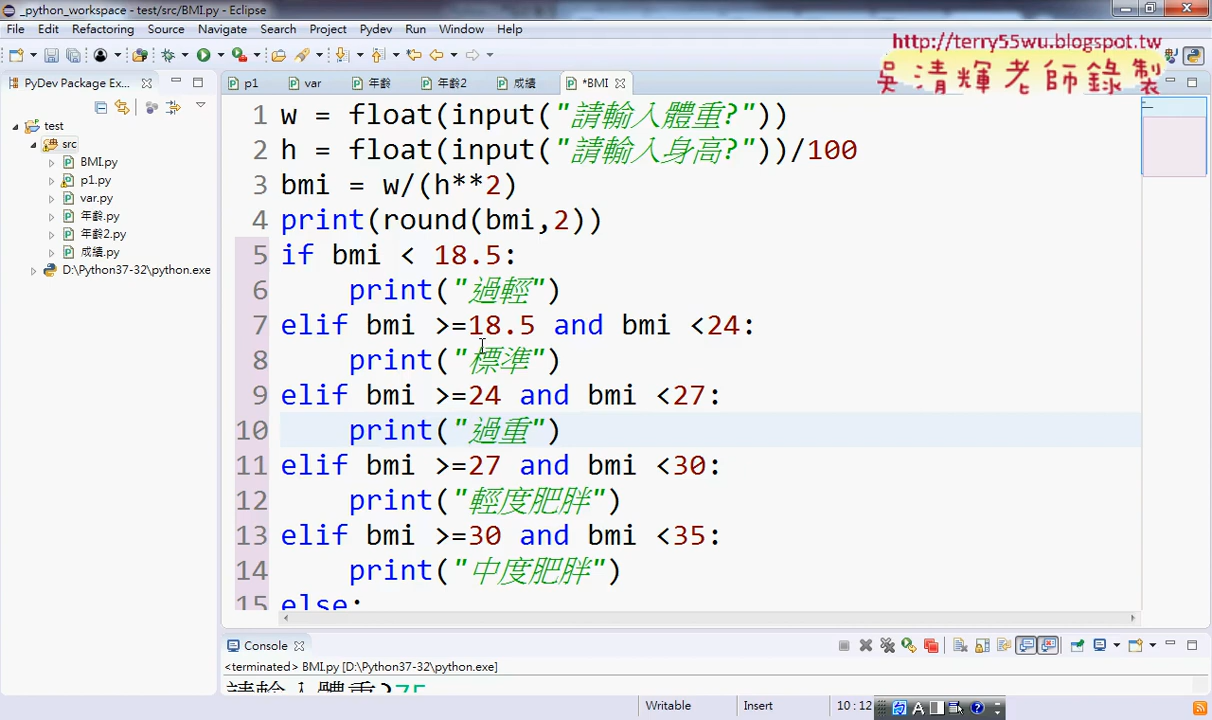 _python_workspace - test/src/BMI.py - Eclipse
File Edit Refactoring Source Navigate Search Project Pydev Run Window Help
http://terry55wu.blogspot.tw
吳清輝老師錄製
PyDev Package Ex...
p1 var 年齡 年齡2 成績 *BMI
test
src
BMI.py
p1.py
var.py
年齡.py
年齡2.py
成績.py
D:\Python37-32\python.exe
1 w = float(input("請輸入體重?"))
2 h = float(input("請輸入身高?"))/100
3 bmi = w/(h**2)
4 print(round(bmi,2))
5 if bmi < 18.5:
6 print("過輕")
7 elif bmi >=18.5 and bmi <24:
8 print("標準")
9 elif bmi >=24 and bmi <27:
10 print("過重")
11 elif bmi >=27 and bmi <30:
12 print("輕度肥胖")
13 elif bmi >=30 and bmi <35:
14 print("中度肥胖")
15 else:
Console
<terminated> BMI.py [D:\Python37-32\python.exe]
請輸入體重?75
Writable Insert 10 : 12